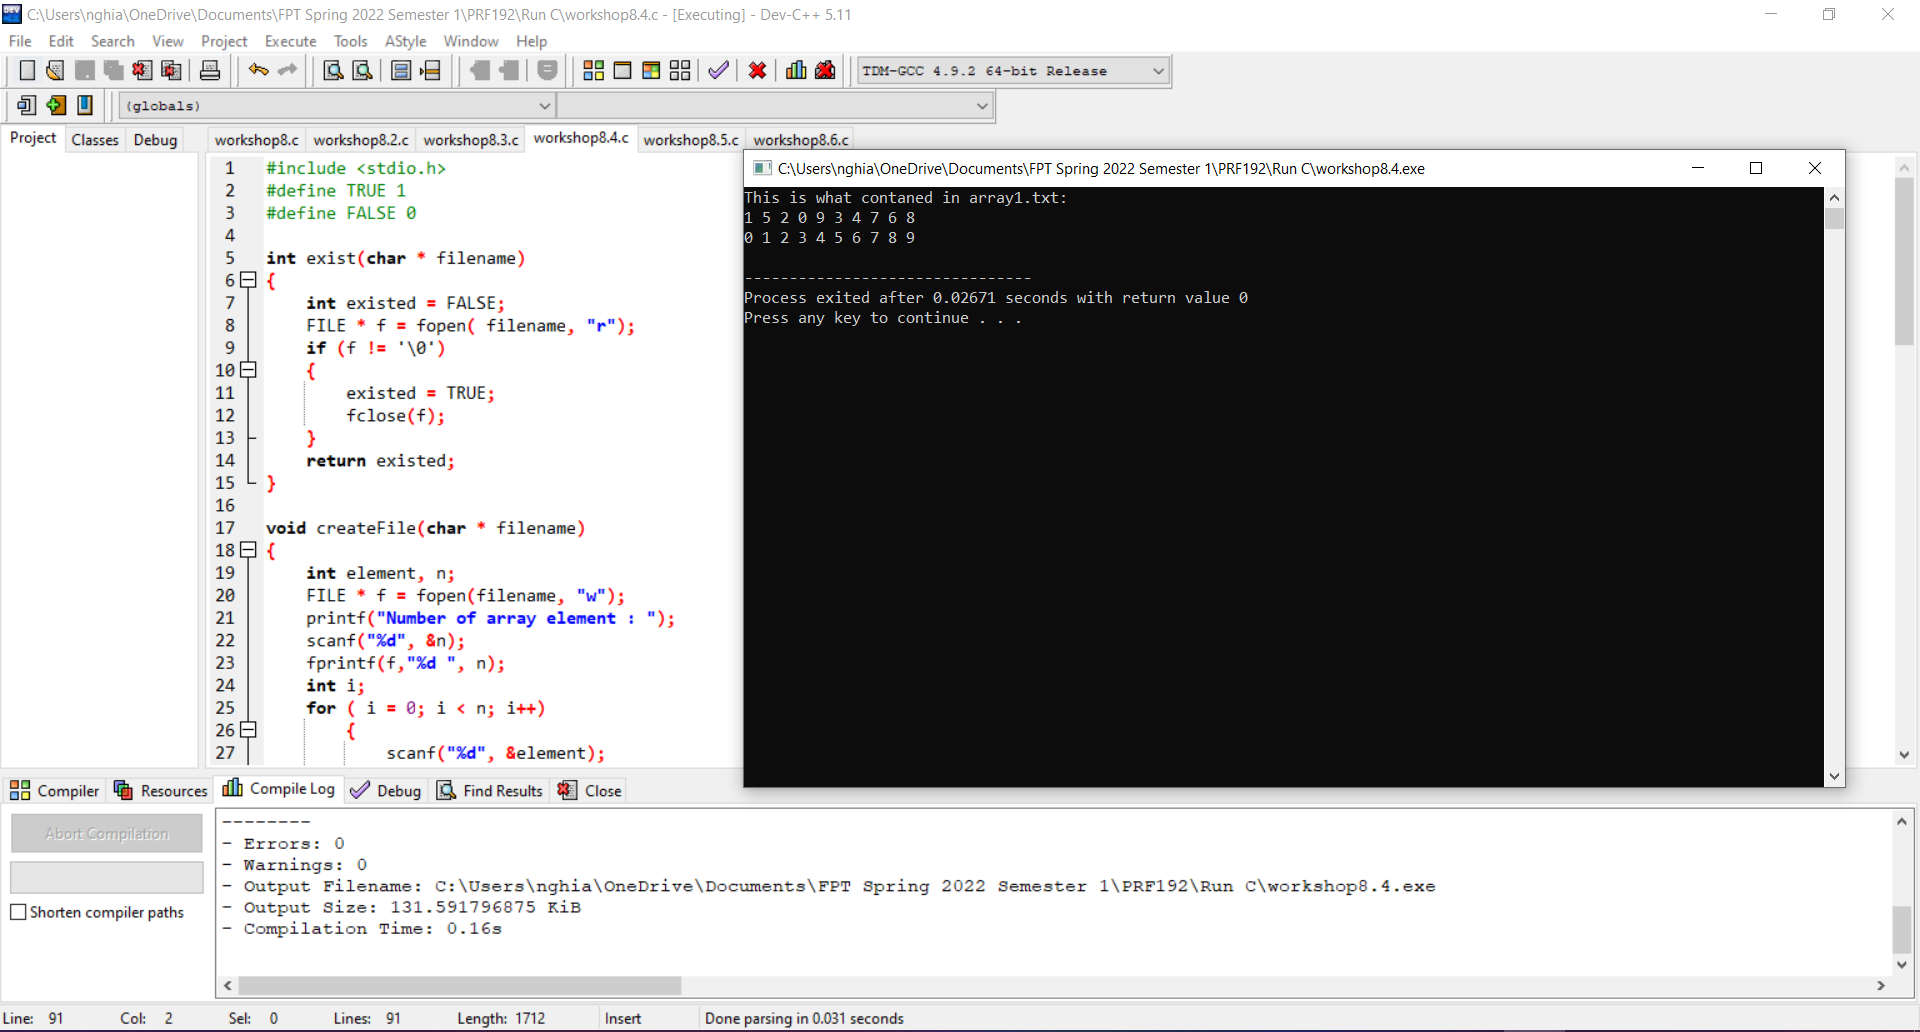 C:\Users\nghia\OneDrive\Documents\FPT Spring 2022 Semester 1\PRF192\Run C\workshop8.4.c - [Executing] - Dev-C++ 5.11
File Edit Search View Project Execute Tools AStyle Window Help
TDM-GCC 4.9.2 64-bit Release
(globals)
Project Classes Debug
workshop8.c workshop8.2.c workshop8.3.c workshop8.4.c workshop8.5.c workshop8.6.c
1 #include <stdio.h>
2 #define TRUE 1
3 #define FALSE 0
4
5 int exist(char * filename)
6 {
7 int existed = FALSE;
8 FILE * f = fopen( filename, "r");
9 if (f != '\0')
10 {
11 existed = TRUE;
12 fclose(f);
13 }
14 return existed;
15 }
16
17 void createFile(char * filename)
18 {
19 int element, n;
20 FILE * f = fopen(filename, "w");
21 printf("Number of array element : ");
22 scanf("%d", &n);
23 fprintf(f,"%d ", n);
24 int i;
25 for ( i = 0; i < n; i++)
26 {
27 scanf("%d", &element);
C:\Users\nghia\OneDrive\Documents\FPT Spring 2022 Semester 1\PRF192\Run C\workshop8.4.exe
This is what contaned in array1.txt:
1 5 2 0 9 3 4 7 6 8
0 1 2 3 4 5 6 7 8 9
--------------------------------
Process exited after 0.02671 seconds with return value 0
Press any key to continue . . .
Compiler Resources Compile Log Debug Find Results Close
Abort Compilation
Shorten compiler paths
--------
- Errors: 0
- Warnings: 0
- Output Filename: C:\Users\nghia\OneDrive\Documents\FPT Spring 2022 Semester 1\PRF192\Run C\workshop8.4.exe
- Output Size: 131.591796875 KiB
- Compilation Time: 0.16s
Line: 91 Col: 2 Sel: 0 Lines: 91 Length: 1712 Insert Done parsing in 0.031 seconds